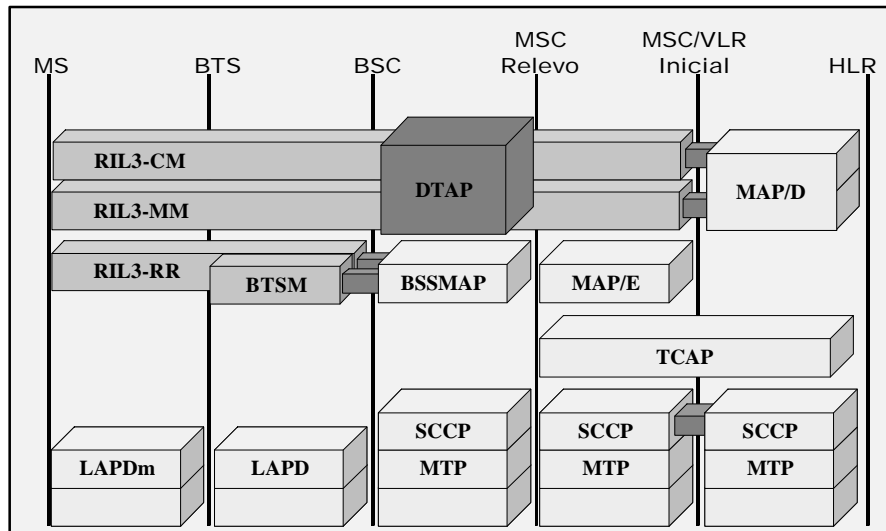 MS
BTS
BSC
MSC
Relevo
MSC/VLR
Inicial
HLR
RIL3-CM
RIL3-MM
DTAP
MAP/D
RIL3-RR
BTSM
BSSMAP
MAP/E
TCAP
SCCP
SCCP
SCCP
LAPDm
LAPD
MTP
MTP
MTP